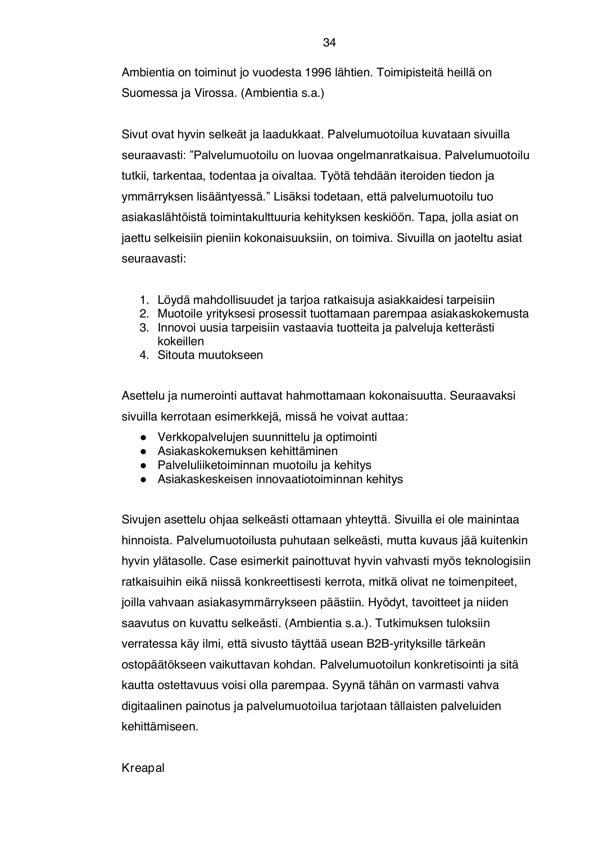 34
Ambientia on toiminut jo vuodesta 1996 lähtien. Toimipisteitä heillä on
Suomessa ja Virossa. (Ambientia s.a.)
Sivut ovat hyvin selkeät ja laadukkaat. Palvelumuotoilua kuvataan sivuilla
seuraavasti: ”Palvelumuotoilu on luovaa ongelmanratkaisua. Palvelumuotoilu
tutkii, tarkentaa, todentaa ja oivaltaa. Työtä tehdään iteroiden tiedon ja
ymmärryksen lisääntyessä.” Lisäksi todetaan, että palvelumuotoilu tuo
asiakaslähtöistä toimintakulttuuria kehityksen keskiöön. Tapa, jolla asiat on
jaettu selkeisiin pieniin kokonaisuuksiin, on toimiva. Sivuilla on jaoteltu asiat
seuraavasti:
1. Löydä mahdollisuudet ja tarjoa ratkaisuja asiakkaidesi tarpeisiin
2. Muotoile yrityksesi prosessit tuottamaan parempaa asiakaskokemusta
3. Innovoi uusia tarpeisiin vastaavia tuotteita ja palveluja ketterästi
kokeillen
4. Sitouta muutokseen
Asettelu ja numerointi auttavat hahmottamaan kokonaisuutta. Seuraavaksi
sivuilla kerrotaan esimerkkejä, missä he voivat auttaa:
● Verkkopalvelujen suunnittelu ja optimointi
● Asiakaskokemuksen kehittäminen
● Palveluliiketoiminnan muotoilu ja kehitys
● Asiakaskeskeisen innovaatiotoiminnan kehitys
Sivujen asettelu ohjaa selkeästi ottamaan yhteyttä. Sivuilla ei ole mainintaa
hinnoista. Palvelumuotoilusta puhutaan selkeästi, mutta kuvaus jää kuitenkin
hyvin ylätasolle. Case esimerkit painottuvat hyvin vahvasti myös teknologisiin
ratkaisuihin eikä niissä konkreettisesti kerrota, mitkä olivat ne toimenpiteet,
joilla vahvaan asiakasymmärrykseen päästiin. Hyödyt, tavoitteet ja niiden
saavutus on kuvattu selkeästi. (Ambientia s.a.). Tutkimuksen tuloksiin
verratessa käy ilmi, että sivusto täyttää usean B2B-yrityksille tärkeän
ostopäätökseen vaikuttavan kohdan. Palvelumuotoilun konkretisointi ja sitä
kautta ostettavuus voisi olla parempaa. Syynä tähän on varmasti vahva
digitaalinen painotus ja palvelumuotoilua tarjotaan tällaisten palveluiden
kehittämiseen.
Kreapal